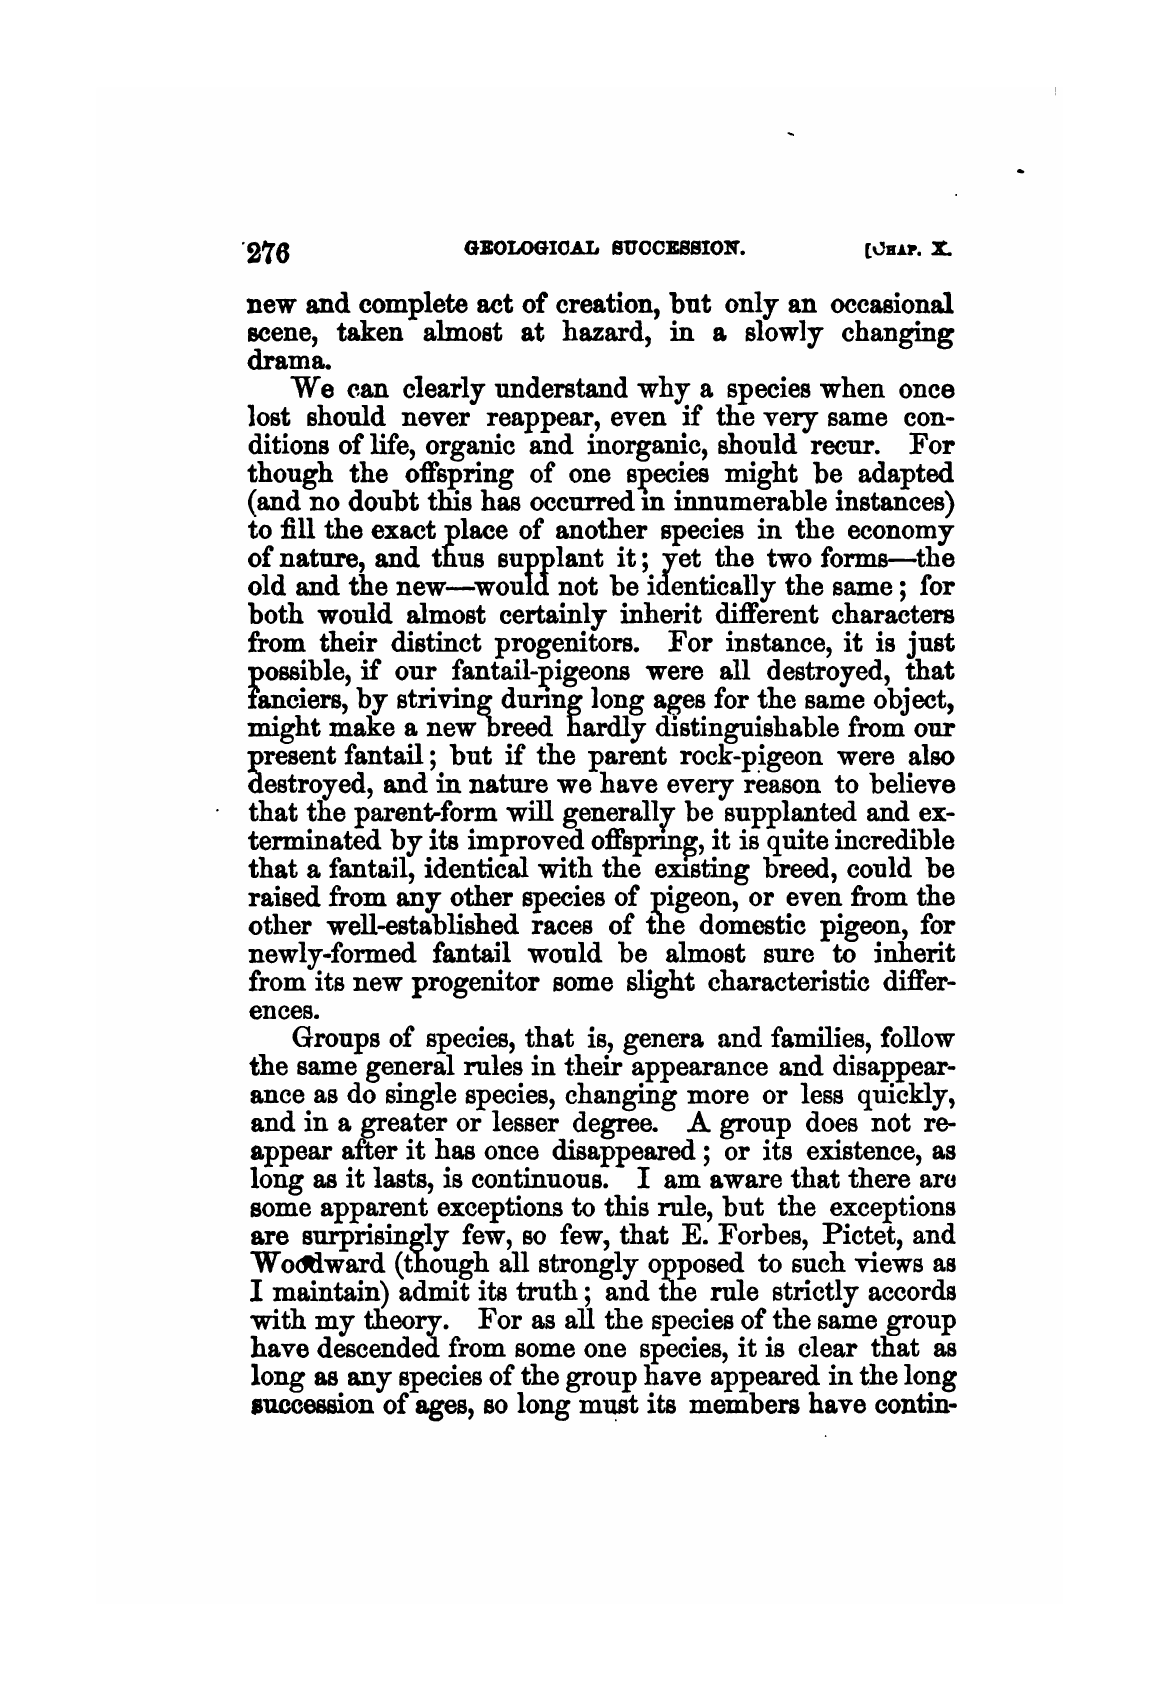 276 GEOLOGICAL SUCCESSION. [CHAP. X.
new and complete act of creation, but only an occasional
scene, taken almost at hazard, in a slowly changing
drama.
We can clearly understand why a species when once
lost should never reappear, even if the very same con-
ditions of life, organic and inorganic, should recur. For
though the offspring of one species might be adapted
(and no doubt this has occurred in innumerable instances)
to fill the exact place of another species in the economy
of nature, and thus supplant it; yet the two forms—the
old and the new—would not be identically the same; for
both would almost certainly inherit different characters
from their distinct progenitors. For instance, it is just
possible, if our fantail-pigeons were all destroyed, that
fanciers, by striving during long ages for the same object,
might make a new breed hardly distinguishable from our
present fantail; but if the parent rock-pigeon were also
destroyed, and in nature we have every reason to believe
that the parent-form will generally be supplanted and ex-
terminated by its improved offspring, it is quite incredible
that a fantail, identical with the existing breed, could be
raised from any other species of pigeon, or even from the
other well-established races of the domestic pigeon, for
newly-formed fantail would be almost sure to inherit
from its new progenitor some slight characteristic differ-
ences.
Groups of species, that is, genera and families, follow
the same general rules in their appearance and disappear-
ance as do single species, changing more or less quickly,
and in a greater or lesser degree. A group does not re-
appear after it has once disappeared; or its existence, as
long as it lasts, is continuous. I am aware that there are
some apparent exceptions to this rule, but the exceptions
are surprisingly few, so few, that E. Forbes, Pictet, and
Woodward (though all strongly opposed to such views as
I maintain) admit its truth; and the rule strictly accords
with my theory. For as all the species of the same group
have descended from some one species, it is clear that as
long as any species of the group have appeared in the long
succession of ages, so long must its members have contin-